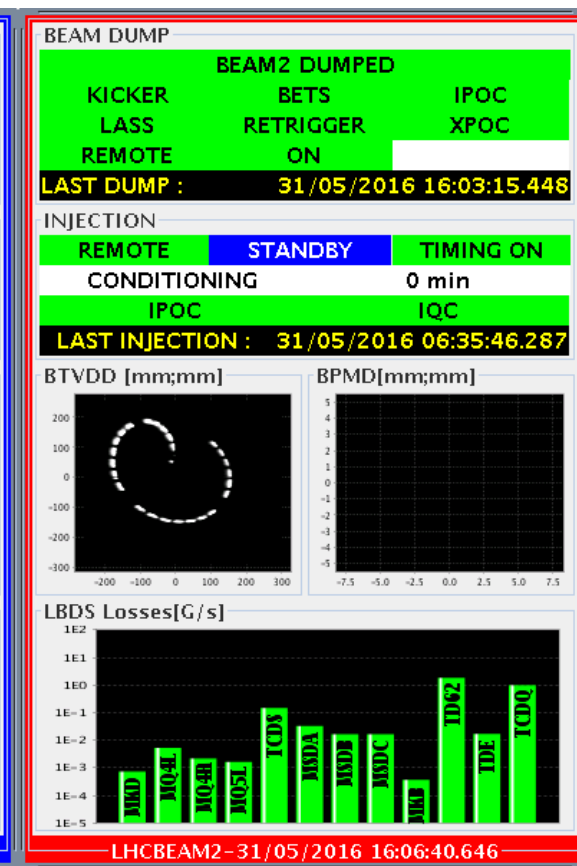 BEAM DUMP
BEAM2 DUMPED
KICKER BETS IPOC
LASS RETRIGGER XPOC
REMOTE ON
LAST DUMP : 31/05/2016 16:03:15.448
INJECTION
REMOTE STANDBY TIMING ON
CONDITIONING 0 min
IPOC IQC
LAST INJECTION : 31/05/2016 06:35:46.287
BTVDD [mm;mm] BPMD[mm;mm]
200
100
0
-100
-200
-300
-200 -100 0 100 200 300
5
4
3
2
1
0
-1
-2
-3
-4
-5
-7.5 -5.0 -2.5 0.0 2.5 5.0 7.5
LBDS Losses[G/s]
1E2
1E1
1E0
1E-1
1E-2
1E-3
1E-4
1E-5
MKD
MQ4L
MQ4R
MQ5L
TCDS
MSDA
MSDB
MSDC
MKB
TD62
TDE
TCDQ
LHCBEAM2-31/05/2016 16:06:40.646